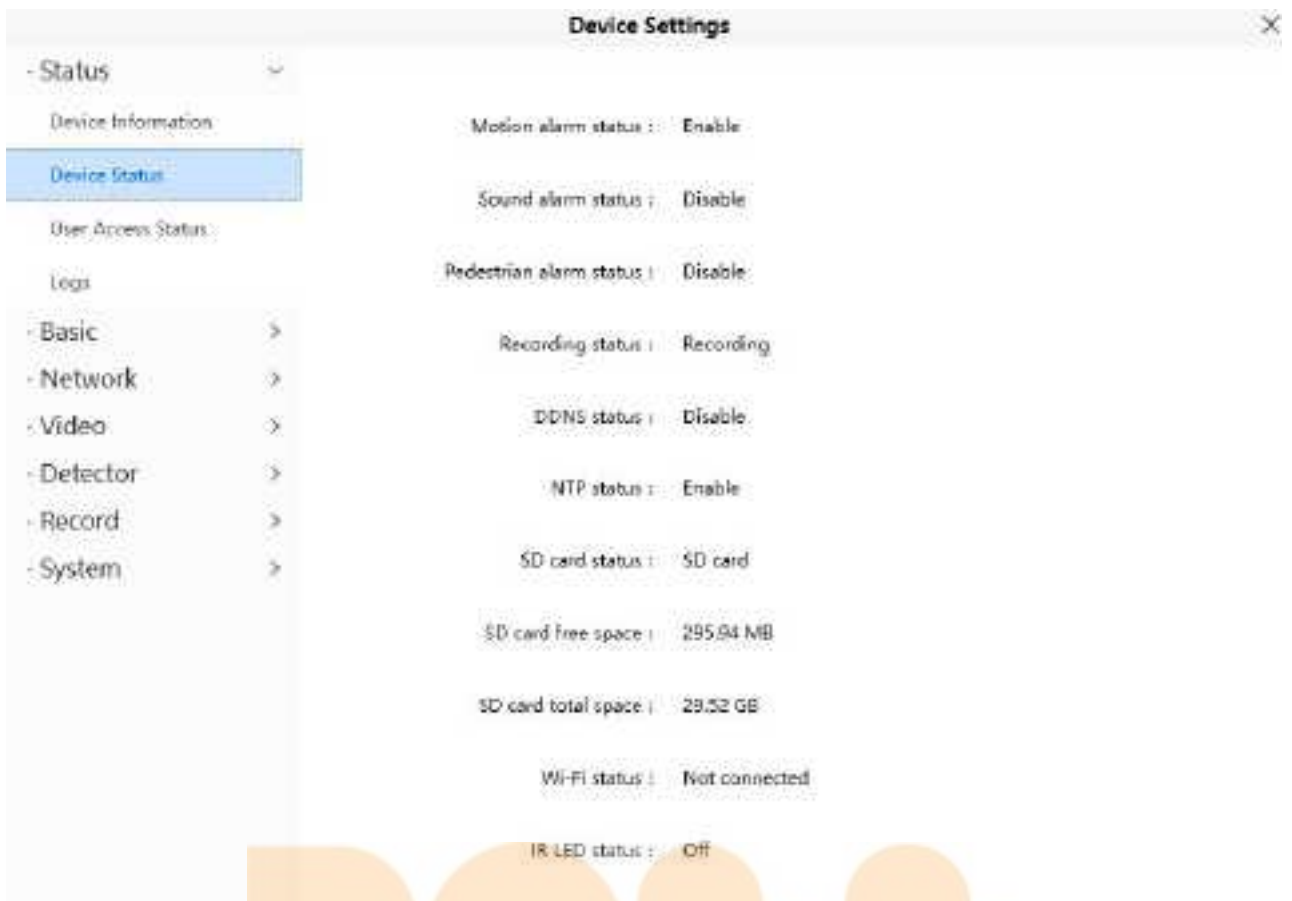 Device Settings
- Status
Device Information
Device Status
User Access Status
Logs
- Basic
- Network
- Video
- Detector
- Record
- System
Motion alarm status : Enable
Sound alarm status : Disable
Pedestrian alarm status : Disable
Recording status : Recording
DDNS status : Disable
NTP status : Enable
SD card status : SD card
SD card free space : 295.94 MB
SD card total space : 29.52 GB
Wi-Fi status : Not connected
IR LED status : Off